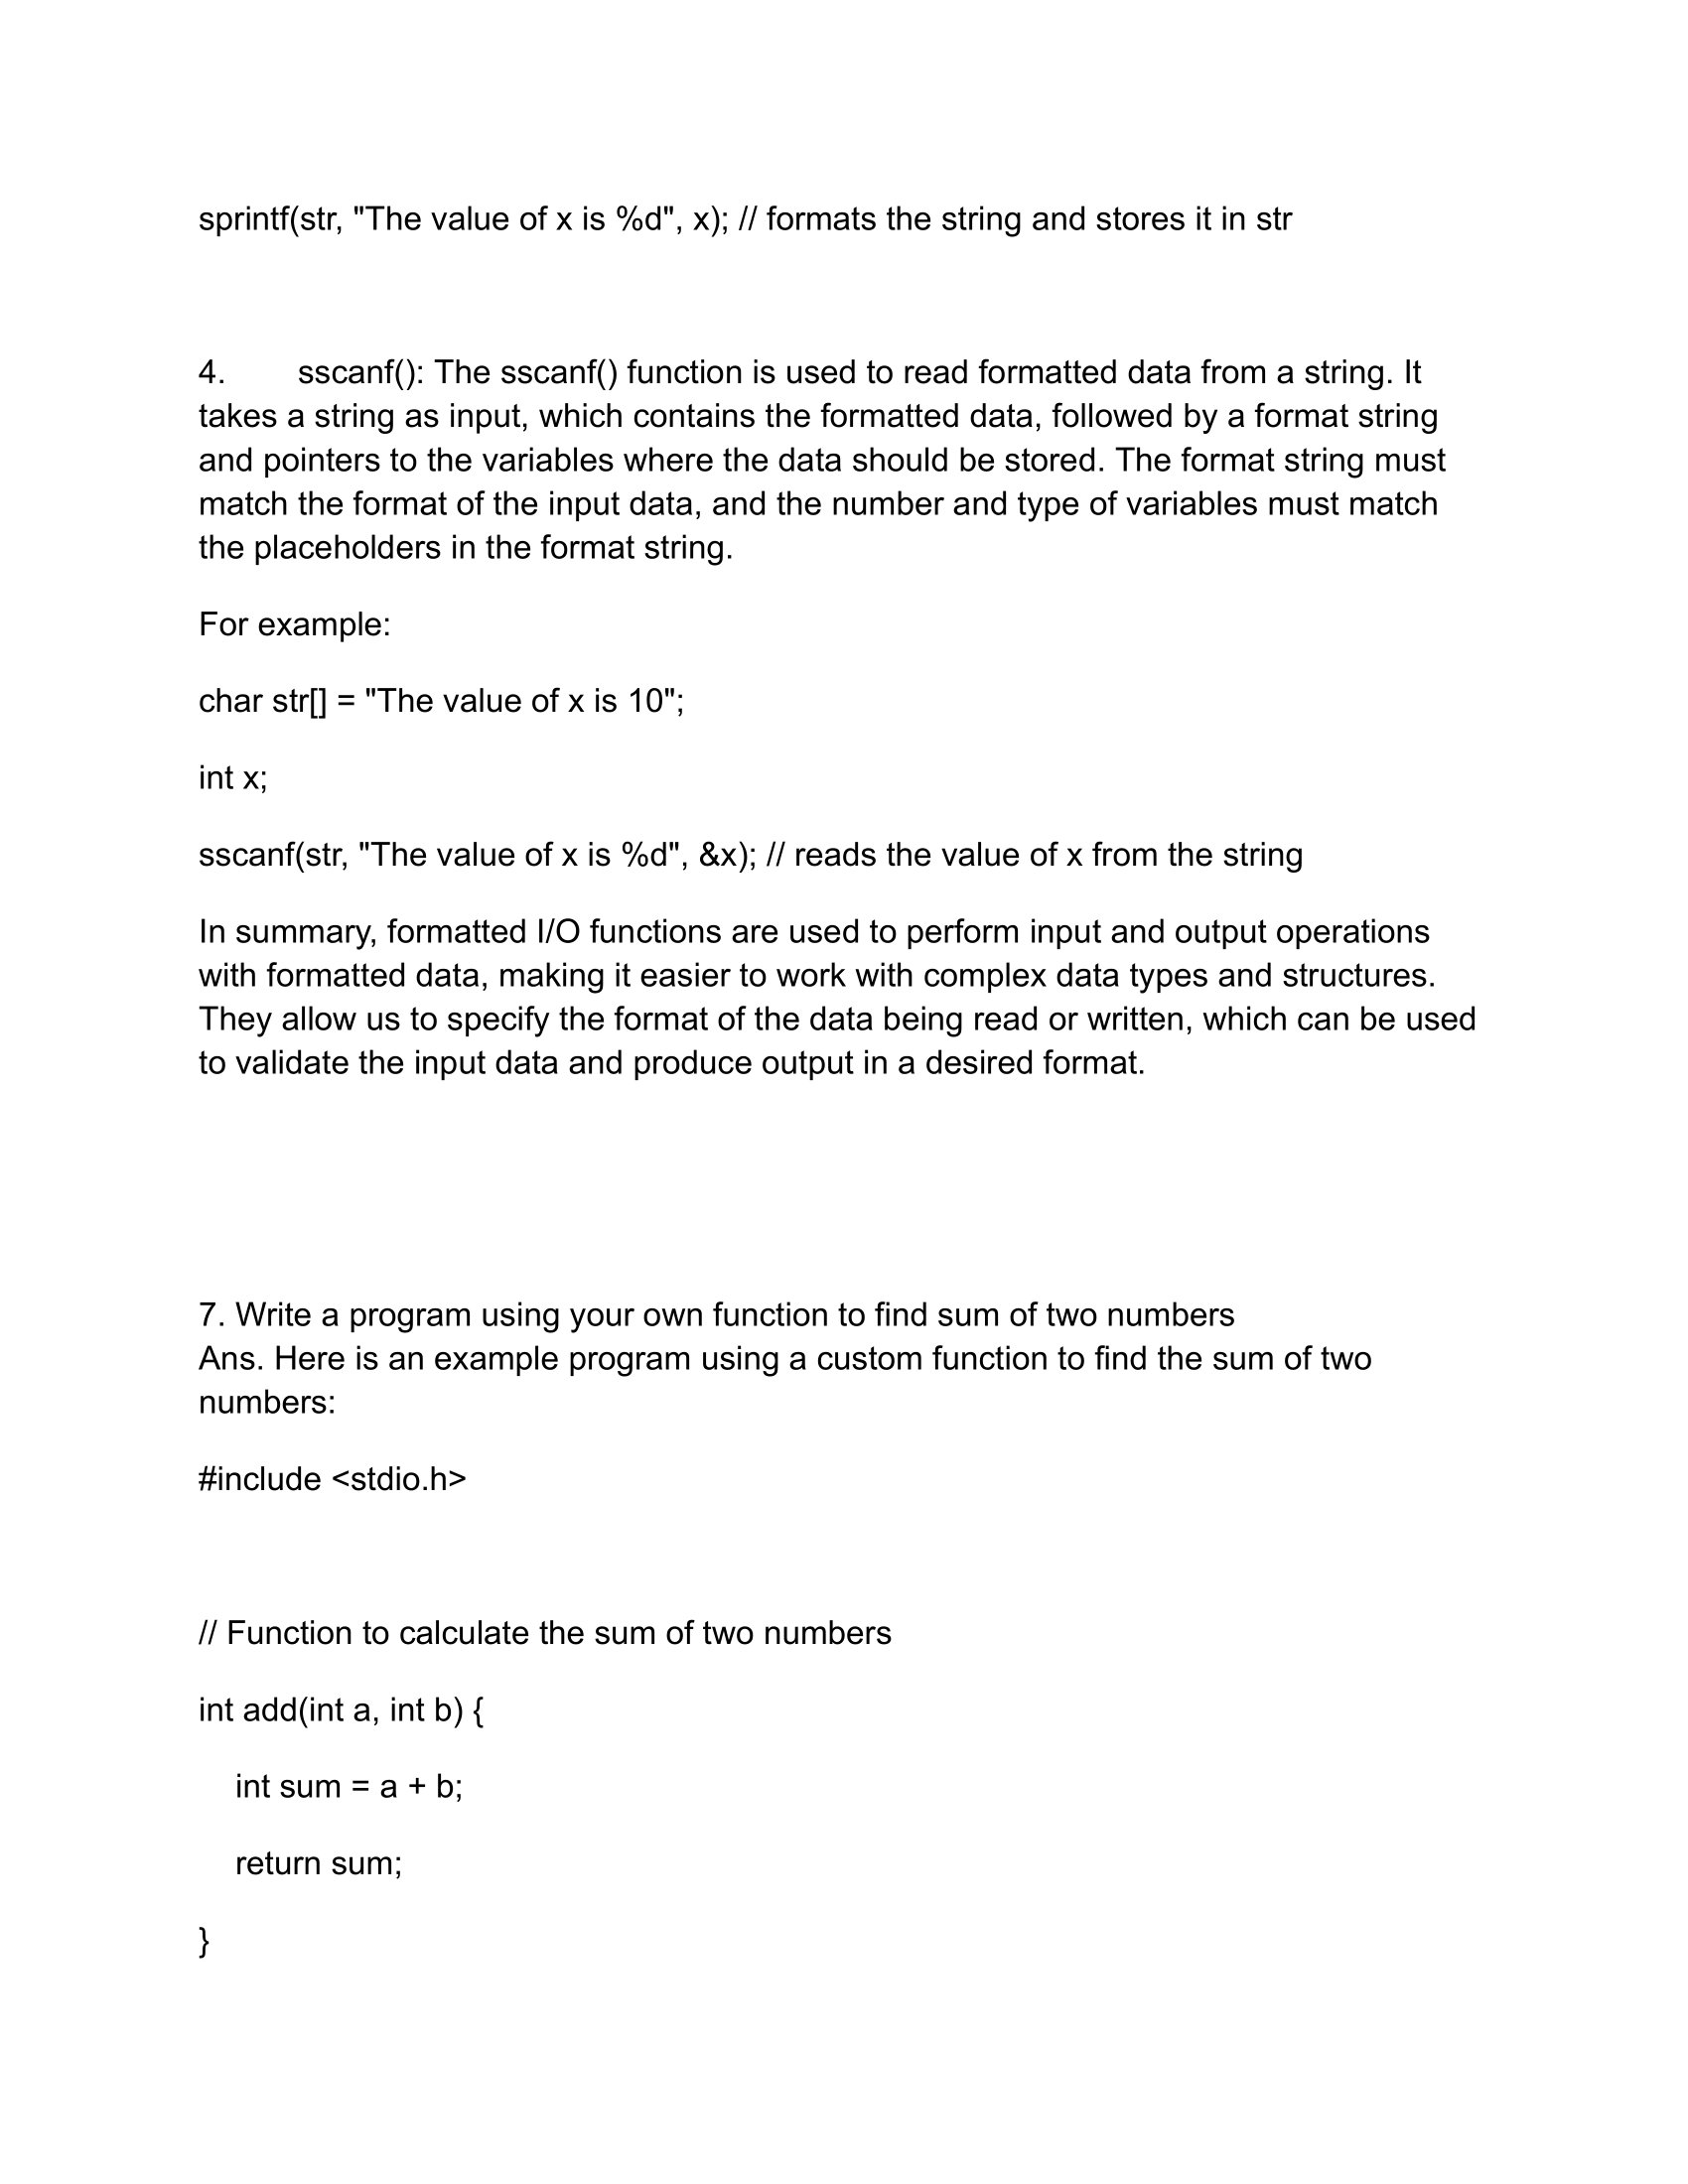 sprintf(str, "The value of x is %d", x); // formats the string and stores it in str
4. sscanf(): The sscanf() function is used to read formatted data from a string. It
takes a string as input, which contains the formatted data, followed by a format string
and pointers to the variables where the data should be stored. The format string must
match the format of the input data, and the number and type of variables must match
the placeholders in the format string.
For example:
char str[] = "The value of x is 10";
int x;
sscanf(str, "The value of x is %d", &x); // reads the value of x from the string
In summary, formatted I/O functions are used to perform input and output operations
with formatted data, making it easier to work with complex data types and structures.
They allow us to specify the format of the data being read or written, which can be used
to validate the input data and produce output in a desired format.
7. Write a program using your own function to find sum of two numbers
Ans. Here is an example program using a custom function to find the sum of two
numbers:
#include <stdio.h>
// Function to calculate the sum of two numbers
int add(int a, int b) {
int sum = a + b;
return sum;
}